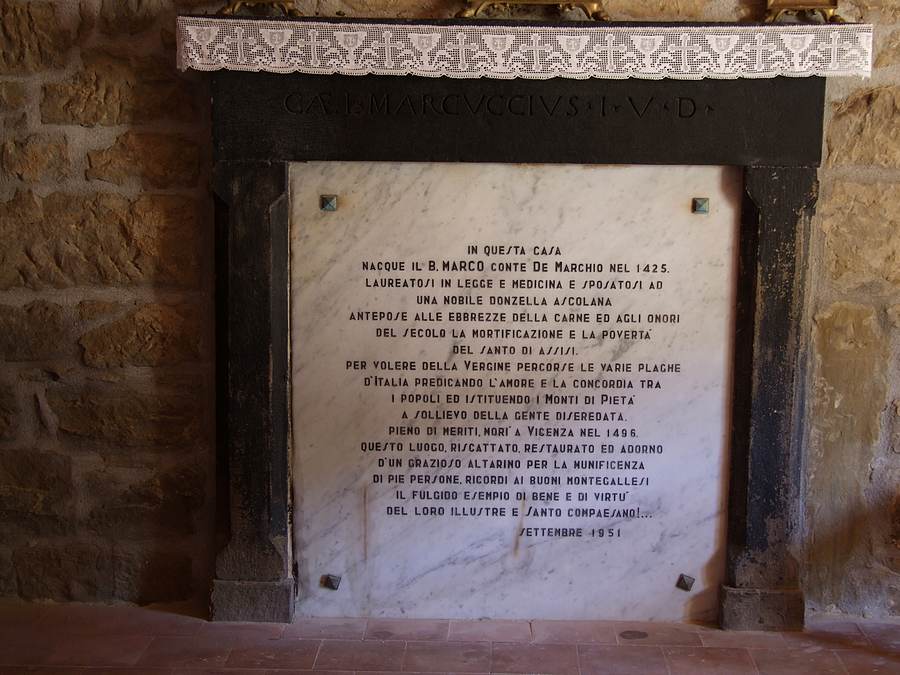 CÆ · I · MARCUCCIUS · I · V · D ·
IN QUESTA CASA
NACQUE IL B. MARCO CONTE DE MARCHIO NEL 1425.
LAUREATOSI IN LEGGE E MEDICINA E SPOSATOSI AD
UNA NOBILE DONZELLA ASCOLANA
ANTEPOSE ALLE EBBREZZE DELLA CARNE ED AGLI ONORI
DEL SECOLO LA MORTIFICAZIONE E LA POVERTA'
DEL SANTO DI ASSISI.
PER VOLERE DELLA VERGINE PERCORSE LE VARIE PLAGHE
D'ITALIA PREDICANDO L'AMORE E LA CONCORDIA TRA
I POPOLI ED ISTITUENDO I MONTI DI PIETA'
A SOLLIEVO DELLA GENTE DISEREDATA.
PIENO DI MERITI, MORI' A VICENZA NEL 1496.
QUESTO LUOGO, RISCATTATO, RESTAURATO ED ADORNO
D'UN GRAZIOSO ALTARINO PER LA MUNIFICENZA
DI PIE PERSONE, RICORDI AI BUONI MONTEGALLESI
IL FULGIDO ESEMPIO DI BENE E DI VIRTU'
DEL LORO ILLUSTRE E SANTO COMPAESANO!...
SETTEMBRE 1951